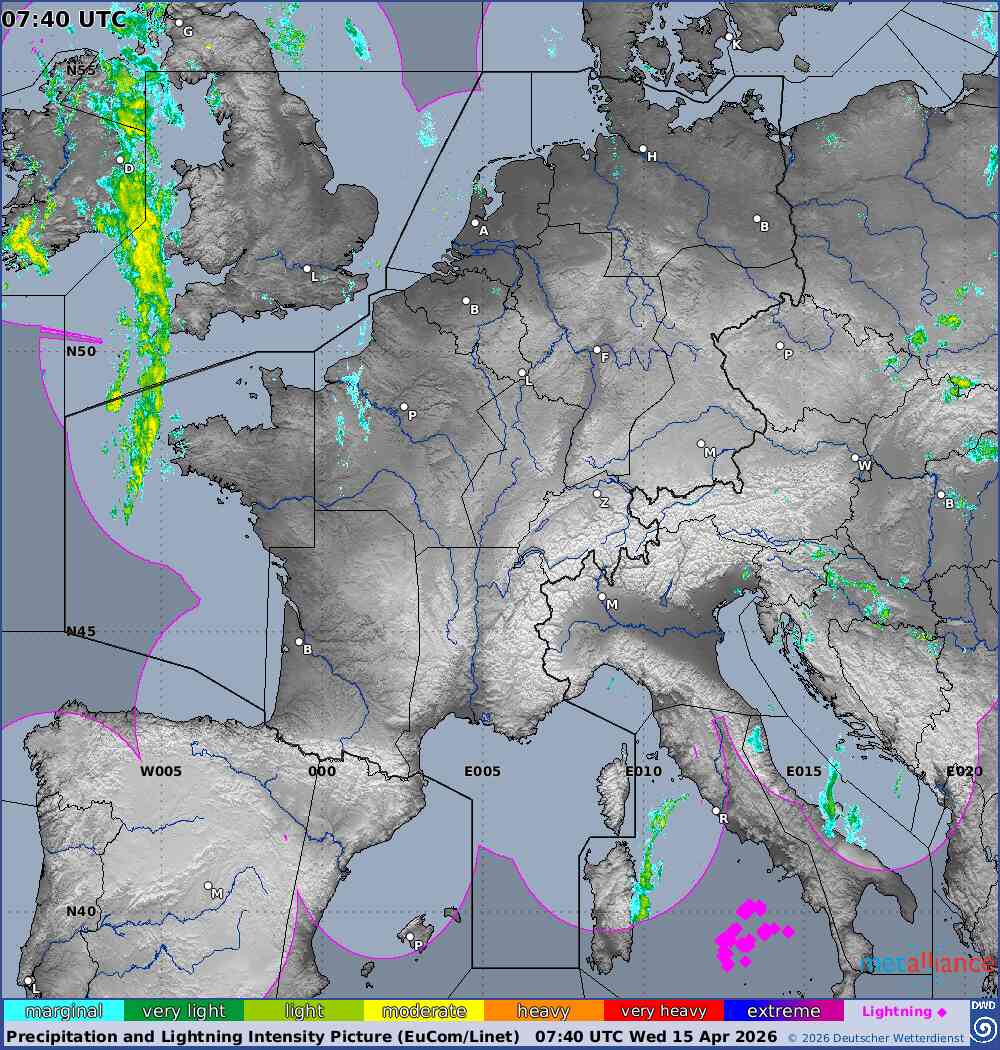 07:40 UTC
G
K
N55
H
D
A
B
L
B
N50
P
F
L
P
M
W
Z
B
M
N45
B
W005
000
E005
E010
E015
E020
R
M
N40
P
metalliance
L
marginal
very light
light
moderate
heavy
very heavy
extreme
Lightning
DWD
Precipitation and Lightning Intensity Picture (EuCom/Linet) 07:40 UTC Wed 15 Apr 2026 © 2026 Deutscher Wetterdienst